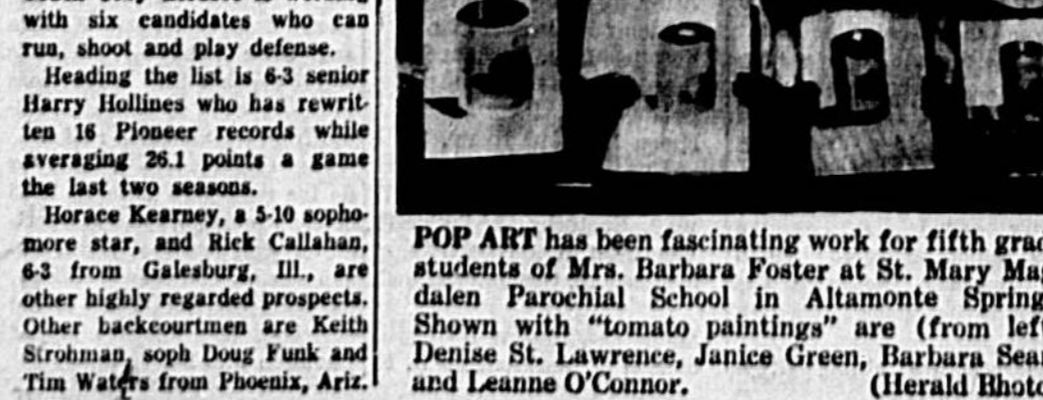 with six candidates who can
run, shoot and play defense.
Heading the list is 6-3 senior
Harry Hollines who has rewrit-
ten 16 Pioneer records while
averaging 26.1 points a game
the last two seasons.
Horace Kearney, a 5-10 sopho-
more star, and Rick Callahan,
6-3 from Galesburg, Ill., are
other highly regarded prospects.
Other backcourtmen are Keith
Strohman, soph Doug Funk and
Tim Waters from Phoenix, Ariz.
POP ART has been fascinating work for fifth grad
students of Mrs. Barbara Foster at St. Mary Mag
dalen Parochial School in Altamonte Spring
Shown with "tomato paintings" are (from left
Denise St. Lawrence, Janice Green, Barbara Sear
and Leanne O'Connor. (Herald Bhoto